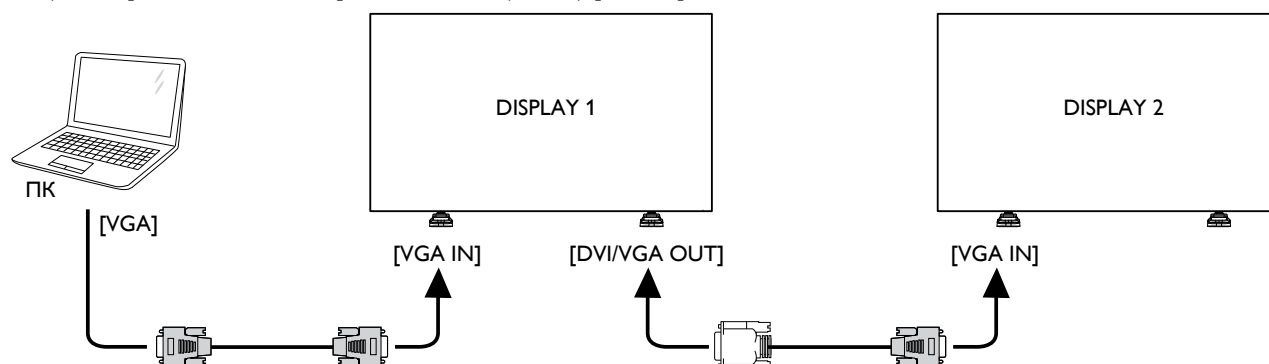 DISPLAY 1
DISPLAY 2
ПК
[VGA]
[VGA IN]
[DVI/VGA OUT]
[VGA IN]